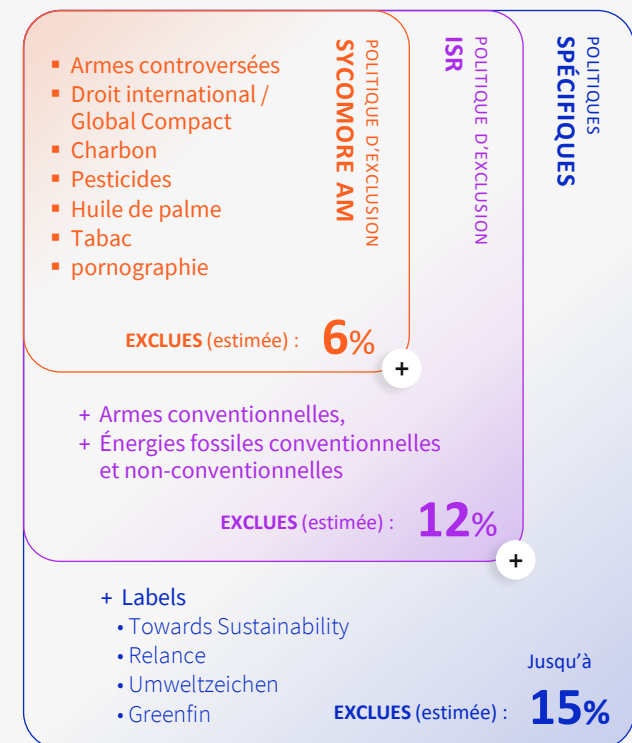 POLITIQUE D'EXCLUSION
SYCOMORE AM
▪ Armes controversées
▪ Droit international /
Global Compact
▪ Charbon
▪ Pesticides
▪ Huile de palme
▪ Tabac
▪ pornographie
EXCLUES (estimée) : 6%
+
POLITIQUE D'EXCLUSION
ISR
+ Armes conventionnelles,
+ Énergies fossiles conventionnelles
et non-conventionnelles
EXCLUES (estimée) : 12%
+
POLITIQUES
SPÉCIFIQUES
+ Labels
• Towards Sustainability
• Relance
• Umweltzeichen
• Greenfin
Jusqu'à
EXCLUES (estimée) : 15%